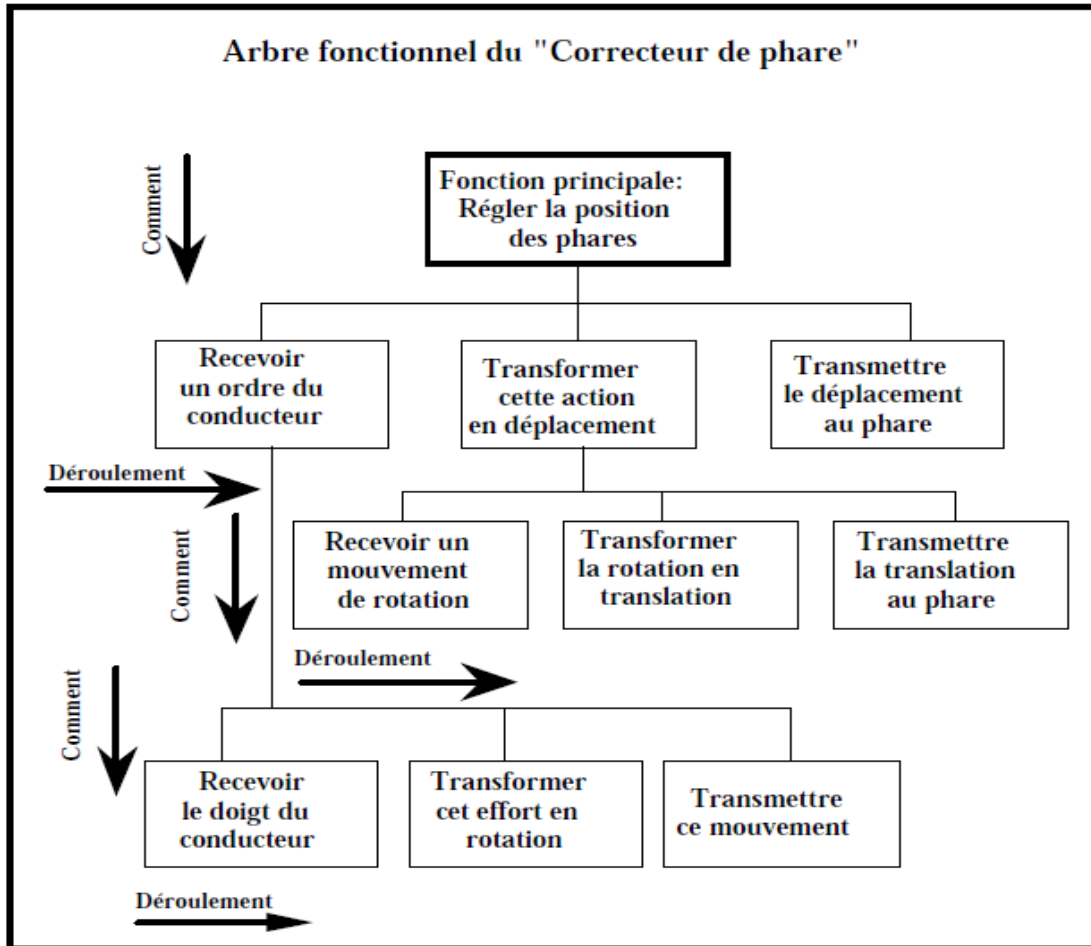 Arbre fonctionnel du "Correcteur de phare"
Comment
Fonction principale:
Régler la position
des phares
Recevoir
un ordre du
conducteur
Transformer
cette action
en déplacement
Transmettre
le déplacement
au phare
Déroulement
Comment
Recevoir un
mouvement
de rotation
Transformer
la rotation en
translation
Transmettre
la translation
au phare
Déroulement
Comment
Recevoir
le doigt du
conducteur
Transformer
cet effort en
rotation
Transmettre
ce mouvement
Déroulement